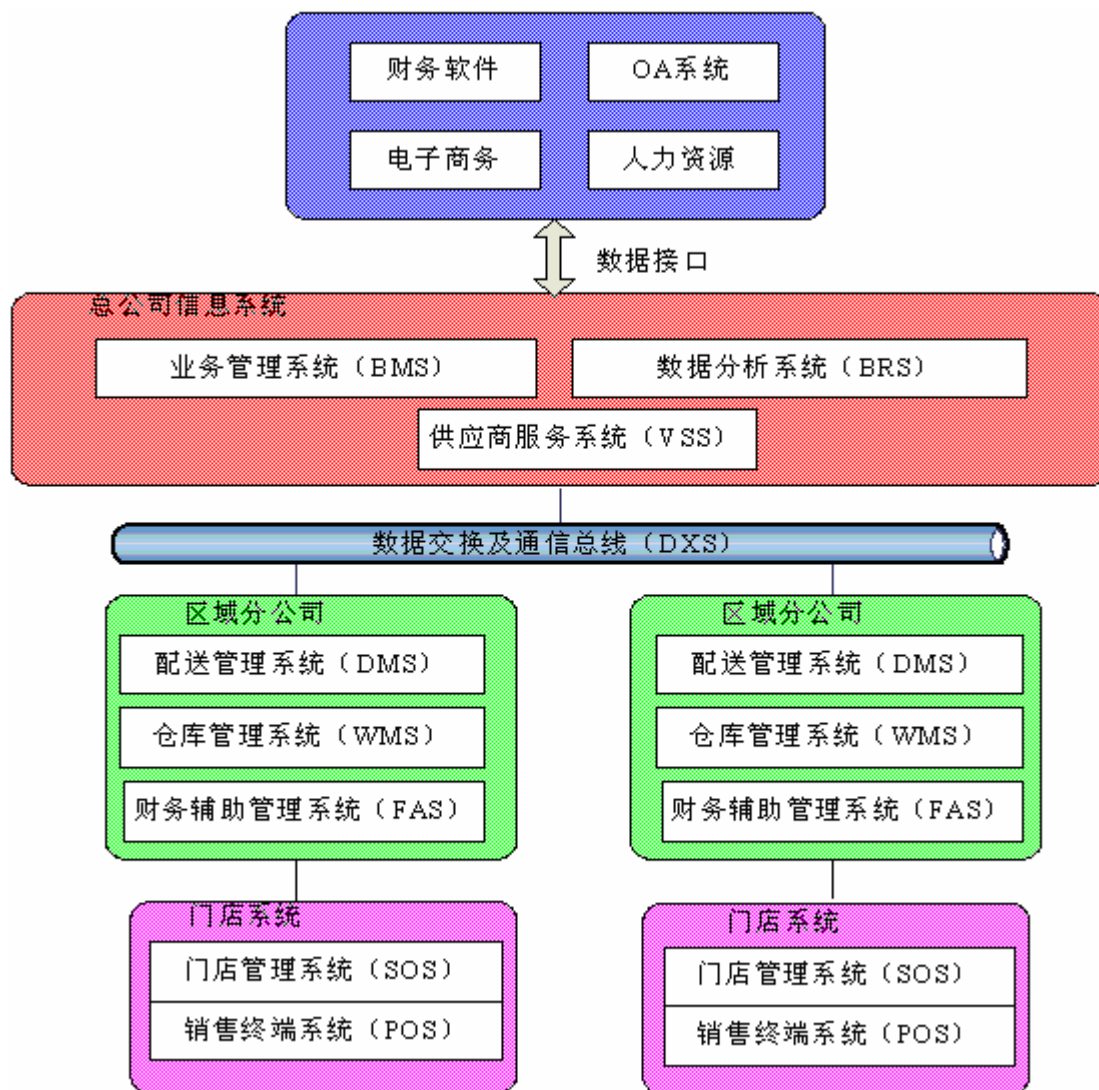 财务软件
OA系统
电子商务
人力资源
数据接口
总公司信息系统
业务管理系统（BMS）
数据分析系统（BRS）
供应商服务系统（VSS）
数据交换及通信总线（DXS）
区域分公司
配送管理系统（DMS）
仓库管理系统（WMS）
财务辅助管理系统（FAS）
区域分公司
配送管理系统（DMS）
仓库管理系统（WMS）
财务辅助管理系统（FAS）
门店系统
门店管理系统（SOS）
销售终端系统（POS）
门店系统
门店管理系统（SOS）
销售终端系统（POS）